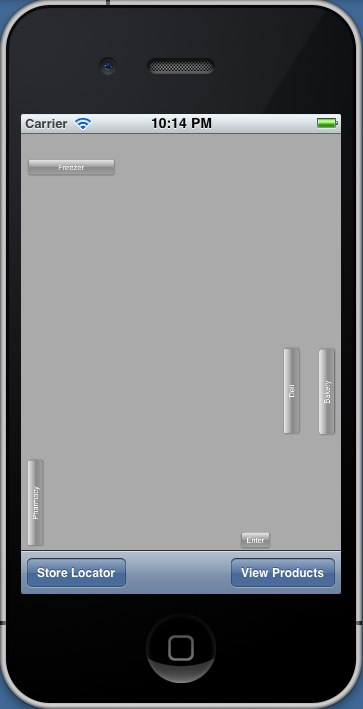 Carrier 10:14 PM
Freezer
Deli
Bakery
Pharmacy
Enter
Store Locator View Products